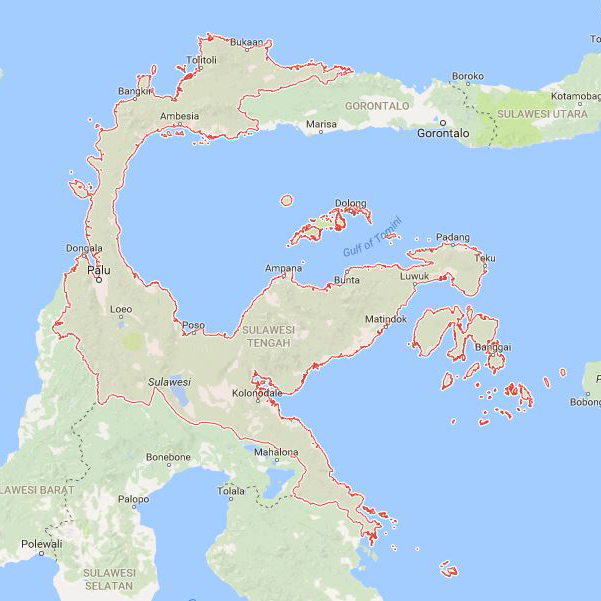 Bukaan
To
Tolitoli
Boroko
Bangkir
Kotamobag
GORONTALO
SULAWESI UTARA
Ambesia
Marisa
Gorontalo
Dolong
Gulf of Tomini
Padang
Dongala
Teku
Palu
Ampana
Bunta
Luwuk
Loeo
Matindok
Poso
SULAWESI
TENGAH
Banggai
P
Sulawesi
Kolonodale
Bobong
Mahalona
Bonebone
LAWESI BARAT
Tolala
Palopo
Polewali
SULAWESI
SELATAN